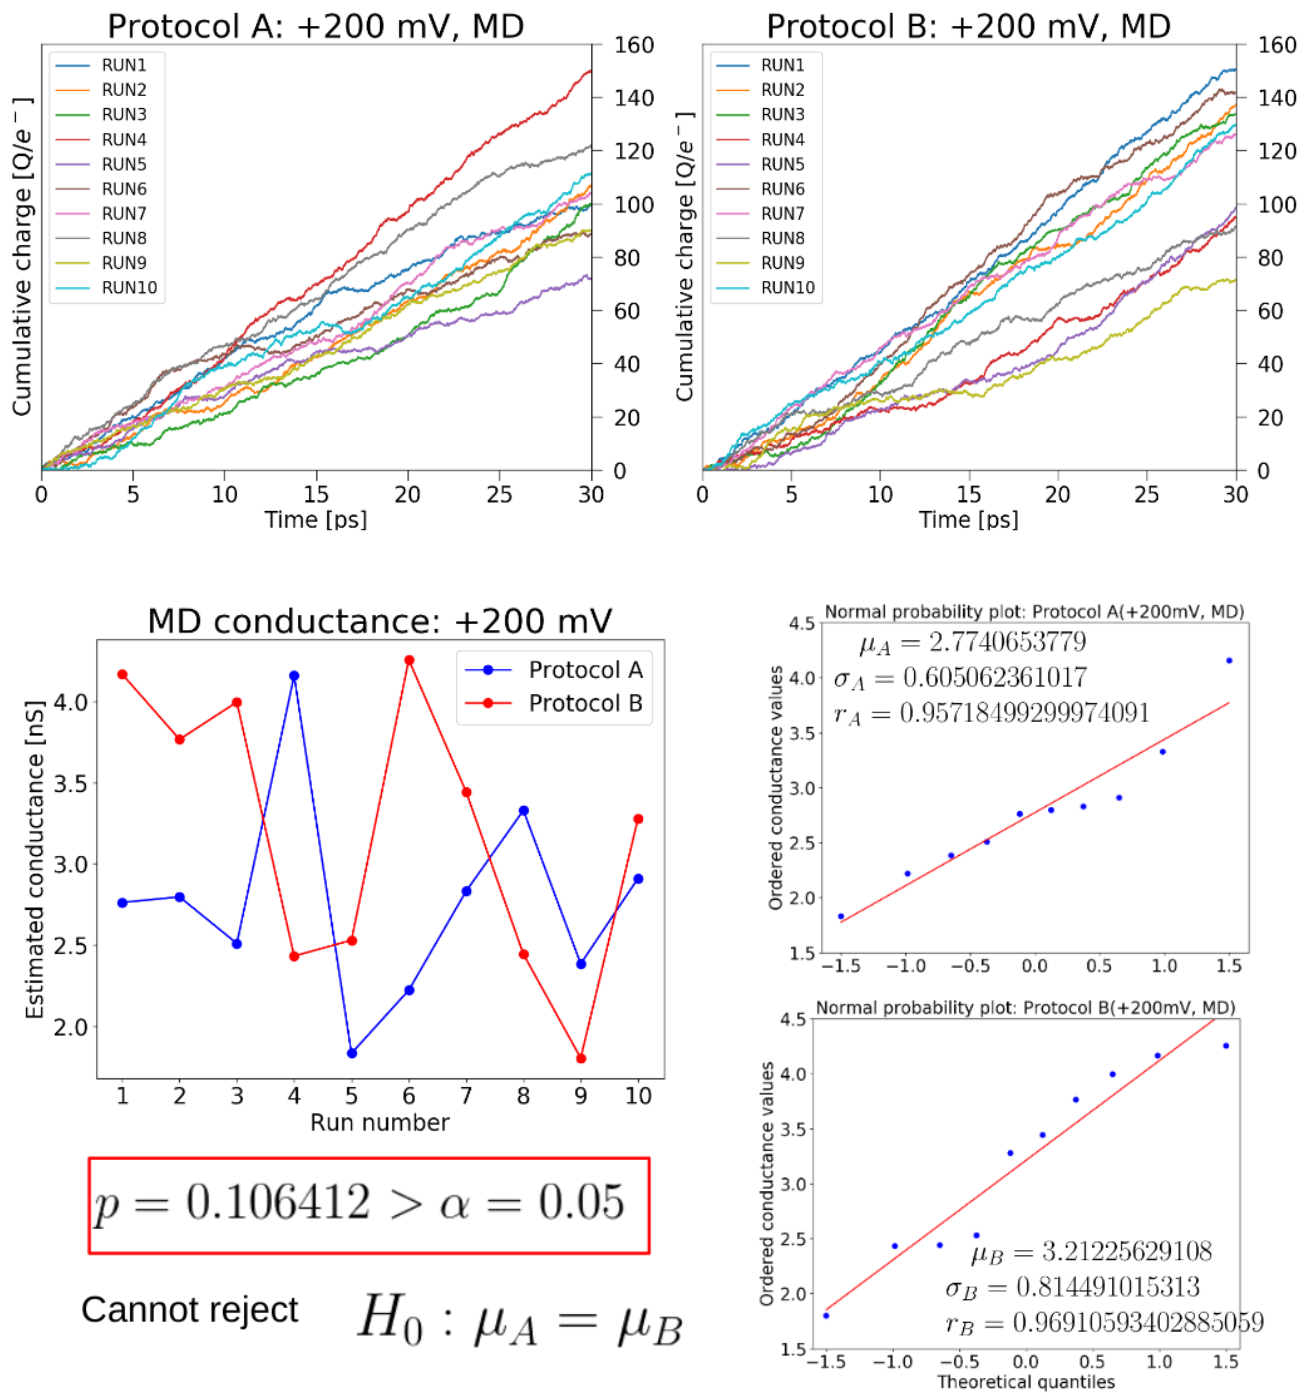 Protocol A: +200 mV, MD
Cumulative charge [Q/e⁻]
RUN1
RUN2
RUN3
RUN4
RUN5
RUN6
RUN7
RUN8
RUN9
RUN10
160
140
120
100
80
60
40
20
0
0 5 10 15 20 25 30
Time [ps]
Protocol B: +200 mV, MD
Cumulative charge [Q/e⁻]
RUN1
RUN2
RUN3
RUN4
RUN5
RUN6
RUN7
RUN8
RUN9
RUN10
160
140
120
100
80
60
40
20
0
0 5 10 15 20 25 30
Time [ps]
MD conductance: +200 mV
Estimated conductance [nS]
Protocol A
Protocol B
4.0
3.5
3.0
2.5
2.0
1 2 3 4 5 6 7 8 9 10
Run number
p = 0.106412 > α = 0.05
Cannot reject H₀ : μ_A = μ_B
Normal probability plot: Protocol A(+200mV, MD)
Ordered conductance values
μ_A = 2.7740653779
σ_A = 0.605062361017
r_A = 0.95718499299974091
4.5
4.0
3.5
3.0
2.5
2.0
1.5
−1.5 −1.0 −0.5 0.0 0.5 1.0 1.5
Normal probability plot: Protocol B(+200mV, MD)
Ordered conductance values
4.5
4.0
3.5
3.0
2.5
2.0
1.5
μ_B = 3.21225629108
σ_B = 0.814491015313
r_B = 0.96910593402885059
−1.5 −1.0 −0.5 0.0 0.5 1.0 1.5
Theoretical quantiles